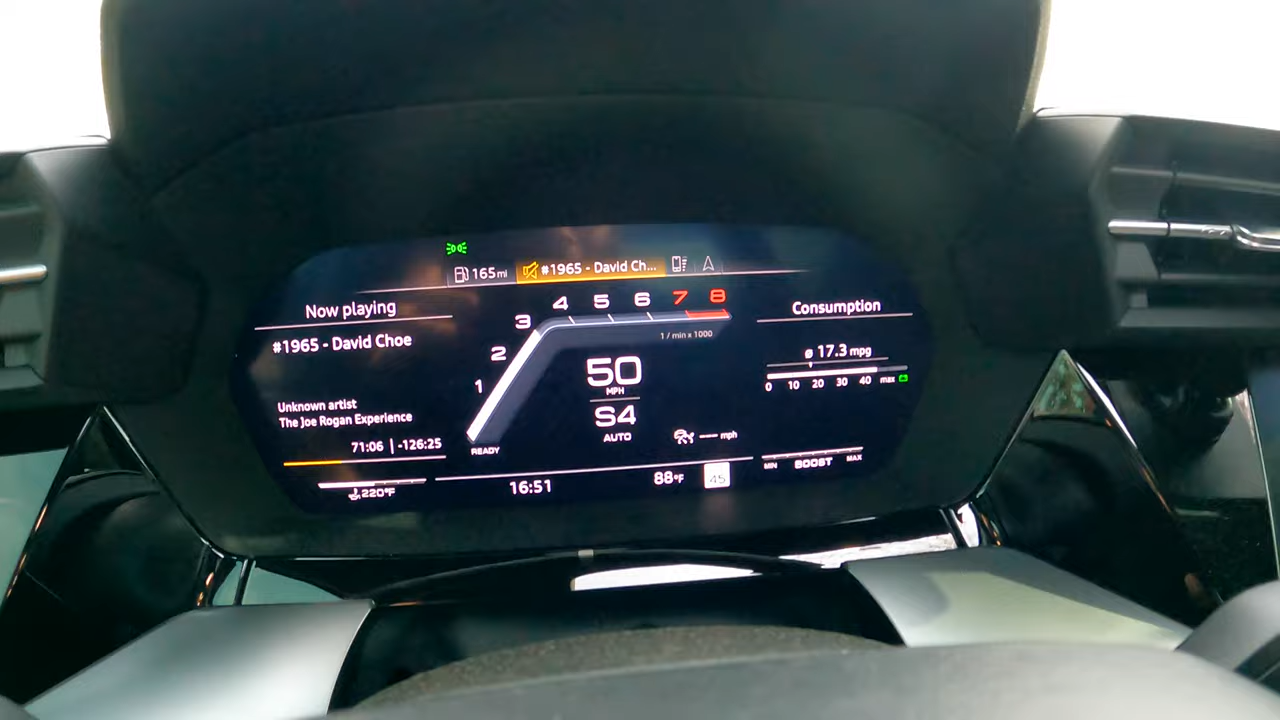 165mi
#1965 - David Ch...
Now playing
#1965 - David Choe
Unknown artist
The Joe Rogan Experience
71:06 | -126:25
220°F
1 2 3 4 5 6 7 8
1 / min x 1000
50
MPH
S4
AUTO
READY
--- mph
16:51
88°F
45
Consumption
ø 17.3 mpg
0 10 20 30 40 max
MIN BOOST MAX